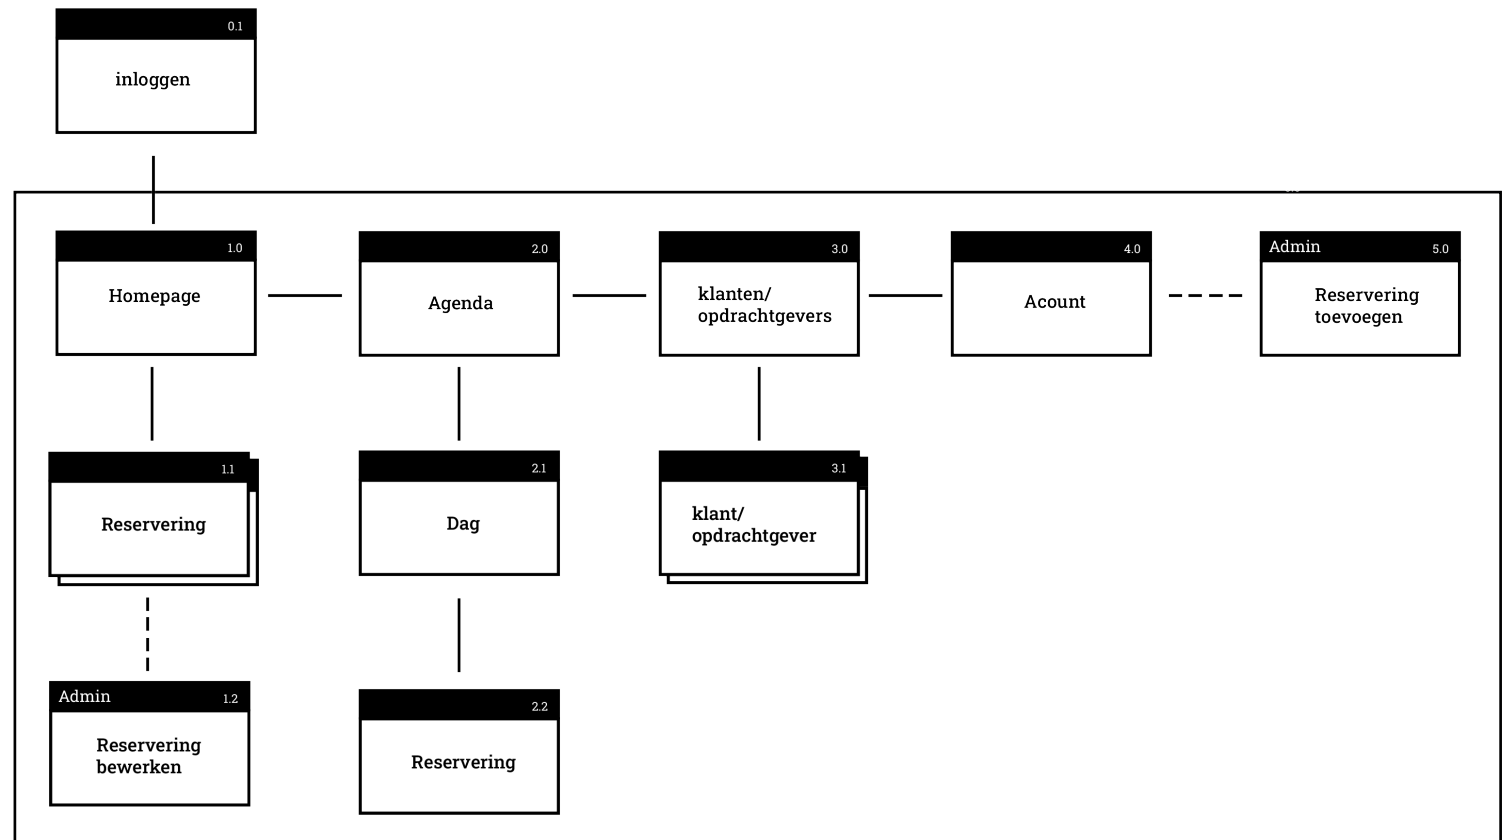 0.1
inloggen
1.0
Homepage
2.0
Agenda
3.0
klanten/
opdrachtgevers
4.0
Acount
Admin 5.0
Reservering
toevoegen
1.1
Reservering
2.1
Dag
3.1
klant/
opdrachtgever
Admin 1.2
Reservering
bewerken
2.2
Reservering